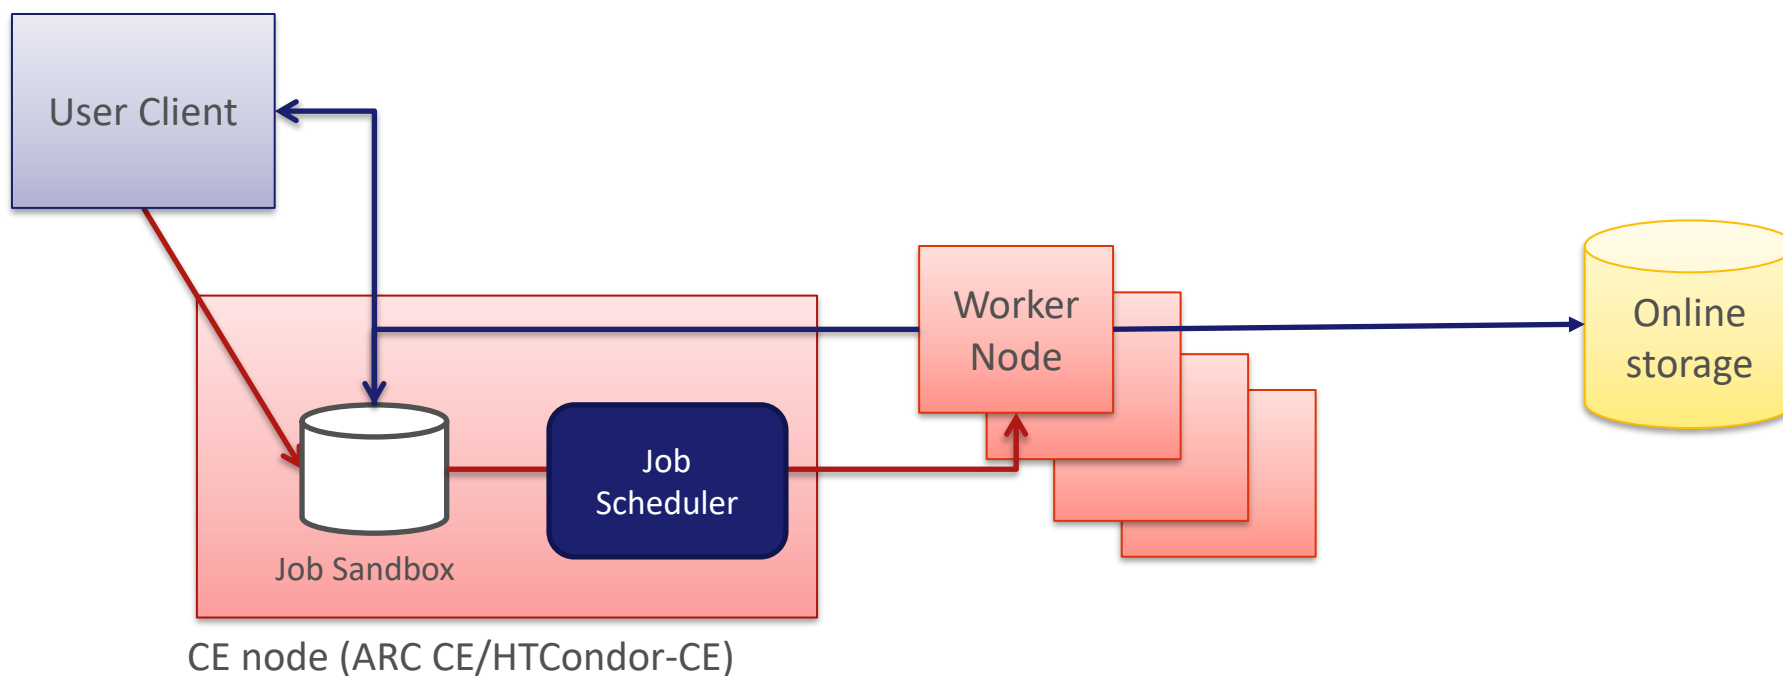 User Client
Worker
Node
Online
storage
Job
Scheduler
Job Sandbox
CE node (ARC CE/HTCondor-CE)